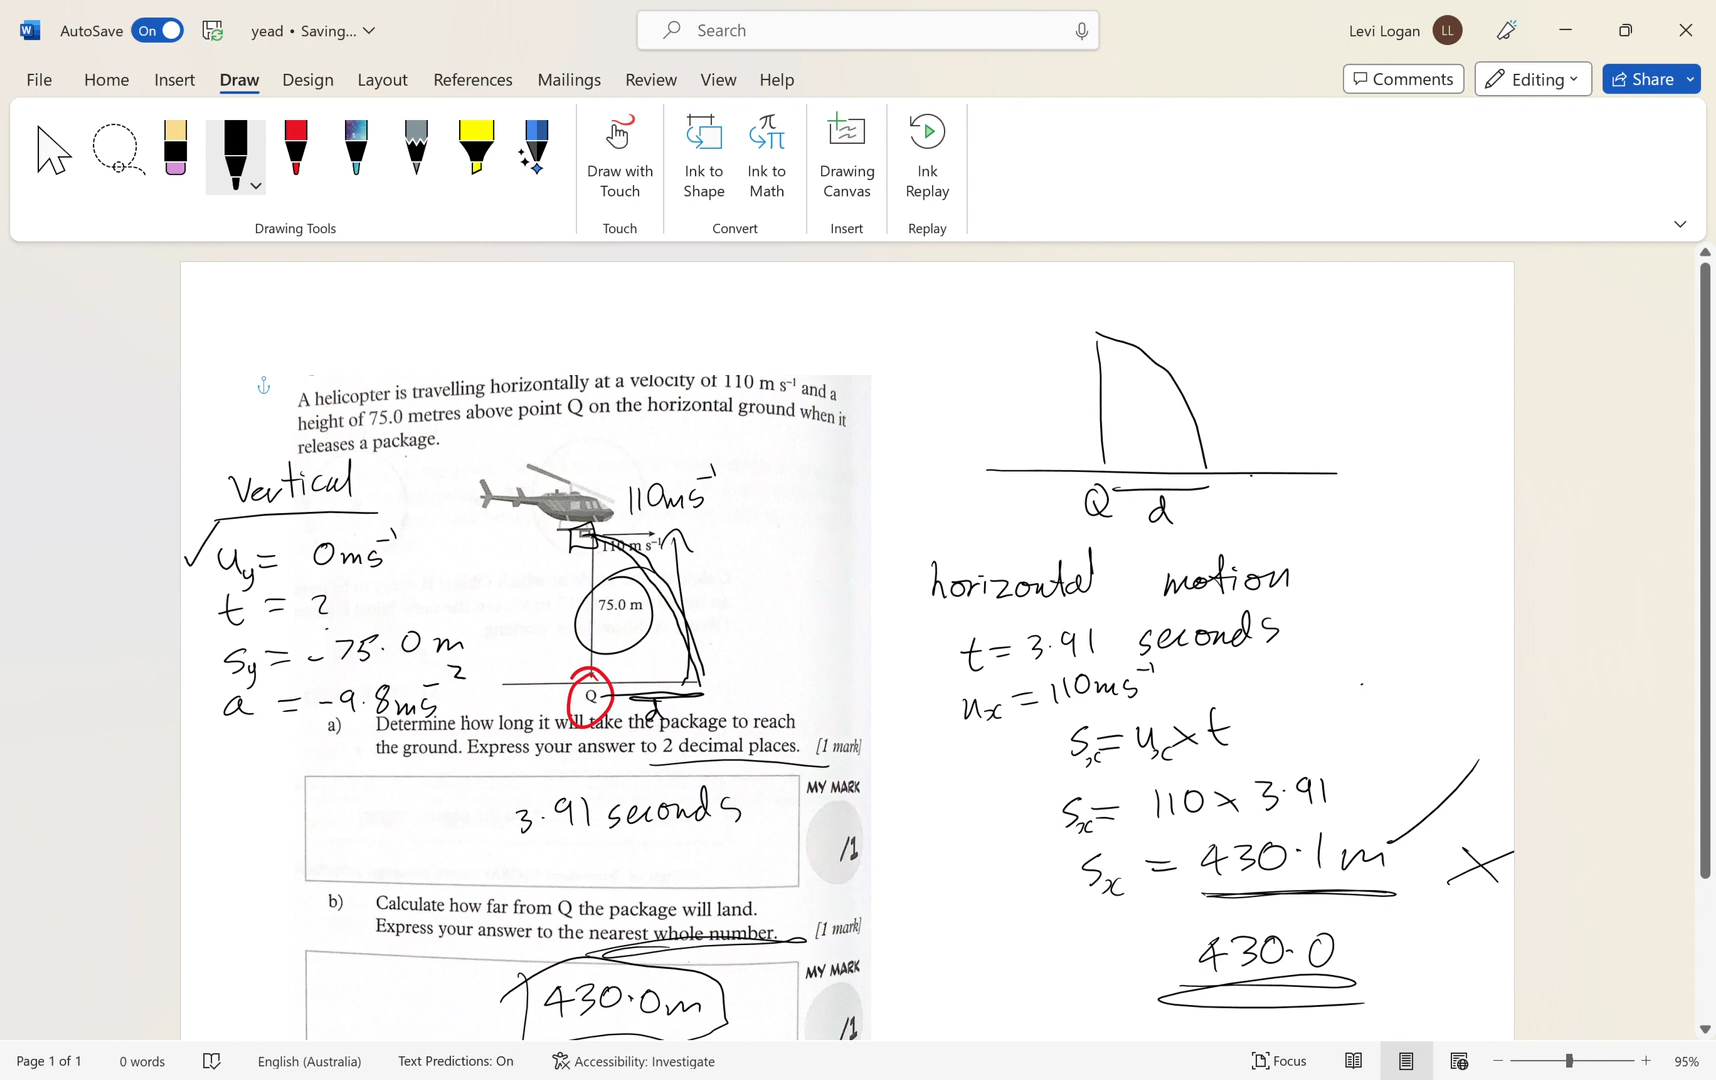 AutoSave On yead • Saving... Search Levi Logan LL
File Home Insert Draw Design Layout References Mailings Review View Help Comments Editing Share
Draw with Touch
Ink to Shape
Ink to Math
Drawing Canvas
Ink Replay
Drawing Tools Touch Convert Insert Replay
A helicopter is travelling horizontally at a velocity of 110 m s⁻¹ and a
height of 75.0 metres above point Q on the horizontal ground when it
releases a package.
Vertical
u_y = 0ms⁻¹
t = ?
s_y = -75.0 m
a = -9.8ms⁻²
110ms⁻¹
110 m s⁻¹
75.0 m
Q
d
a) Determine how long it will take the package to reach
the ground. Express your answer to 2 decimal places. [1 mark]
MY MARK
3.91 seconds
/1
b) Calculate how far from Q the package will land.
Express your answer to the nearest whole number. [1 mark]
MY MARK
430.0m
/1
Q d
horizontal motion
t = 3.91 seconds
u_x = 110ms⁻¹
s_x = u_x × t
s_x = 110 × 3.91
s_x = 430.1 m
430.0
Page 1 of 1 0 words English (Australia) Text Predictions: On Accessibility: Investigate Focus 95%